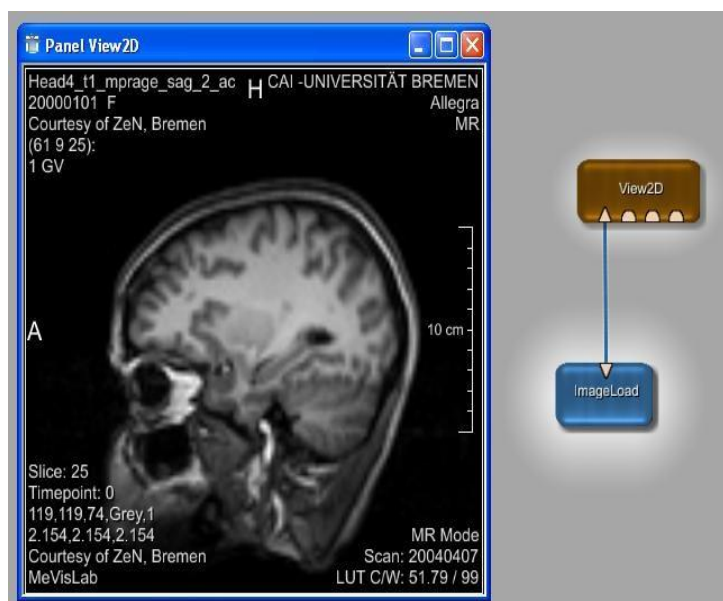 Panel View2D
Head4_t1_mprage_sag_2_ac H CAI -UNIVERSITÄT BREMEN
20000101 F Allegra
Courtesy of ZeN, Bremen MR
(61 9 25):
1 GV
A
10 cm
Slice: 25
Timepoint: 0
119,119,74,Grey,1
2.154,2.154,2.154 MR Mode
Courtesy of ZeN, Bremen Scan: 20040407
MeVisLab LUT C/W: 51.79 / 99
View2D
ImageLoad